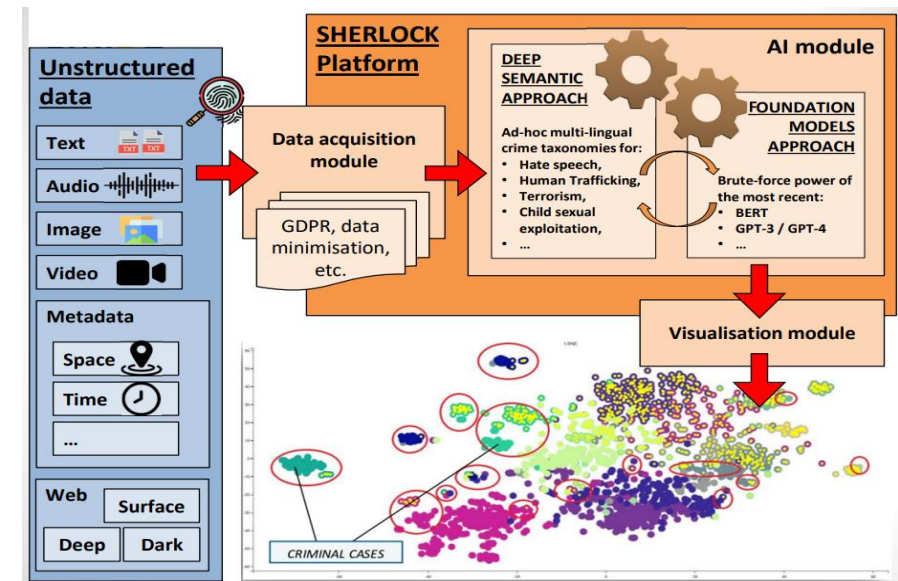 Unstructured
data
Text
TXT TXT
Audio
Image
Video
Metadata
Space
Time
...
Web
Surface
Deep
Dark
Data acquisition
module
GDPR, data
minimisation,
etc.
SHERLOCK
Platform
AI module
DEEP
SEMANTIC
APPROACH
Ad-hoc multi-lingual
crime taxonomies for:
• Hate speech,
• Human Trafficking,
• Terrorism,
• Child sexual
exploitation,
• ...
FOUNDATION
MODELS
APPROACH
Brute-force power of
the most recent:
• BERT
• GPT-3 / GPT-4
• ...
Visualisation module
CRIMINAL CASES